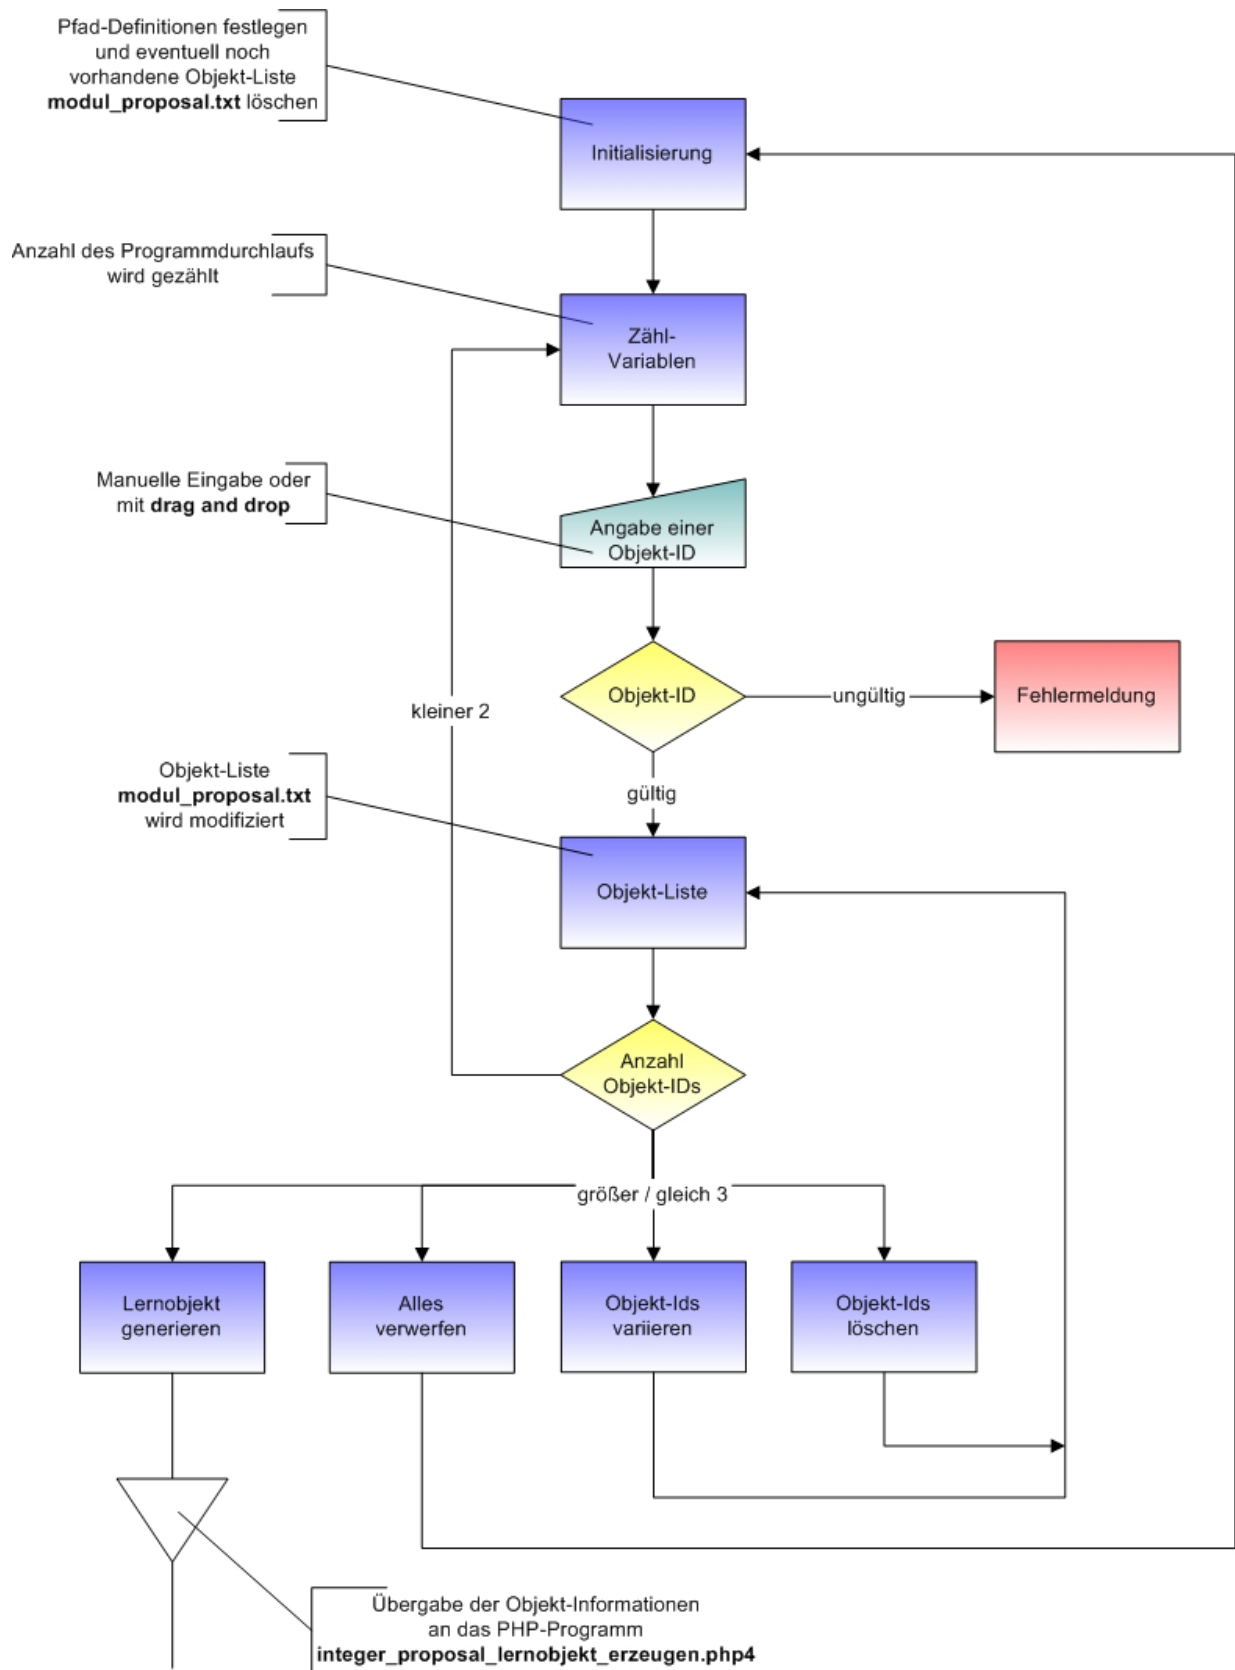 Pfad-Definitionen festlegen
und eventuell noch
vorhandene Objekt-Liste
modul_proposal.txt löschen
Initialisierung
Anzahl des Programmdurchlaufs
wird gezählt
Zähl-
Variablen
Manuelle Eingabe oder
mit drag and drop
Angabe einer
Objekt-ID
Objekt-ID
ungültig
Fehlermeldung
kleiner 2
gültig
Objekt-Liste
modul_proposal.txt
wird modifiziert
Objekt-Liste
Anzahl
Objekt-IDs
größer / gleich 3
Lernobjekt
generieren
Alles
verwerfen
Objekt-Ids
variieren
Objekt-Ids
löschen
Übergabe der Objekt-Informationen
an das PHP-Programm
integer_proposal_lernobjekt_erzeugen.php4